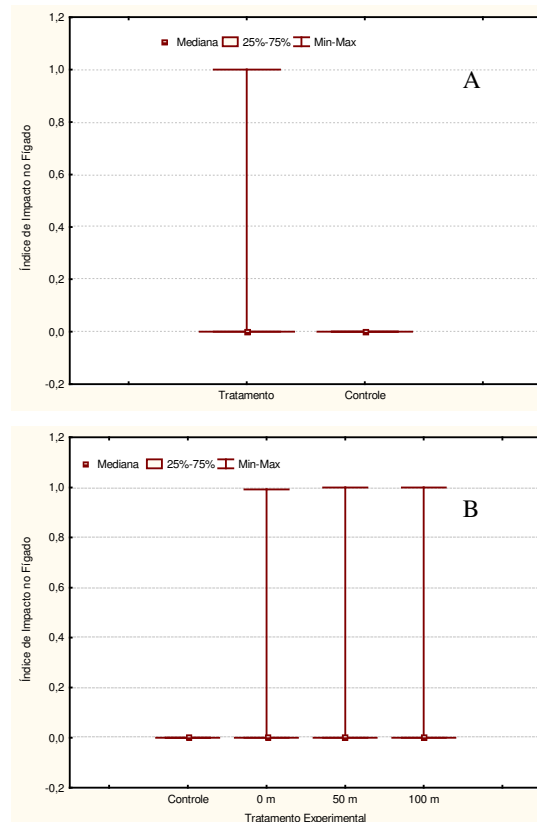 1,2
Mediana 25%-75% Min-Max
A
1,0
0,8
0,6
0,4
0,2
0,0
-0,2
Índice de Impacto no Fígado
Tratamento Controle
1,2
Mediana 25%-75% Min-Max
B
1,0
0,8
0,6
0,4
0,2
0,0
-0,2
Índice de Impacto no Fígado
Controle 0 m 50 m 100 m
Tratamento Experimental